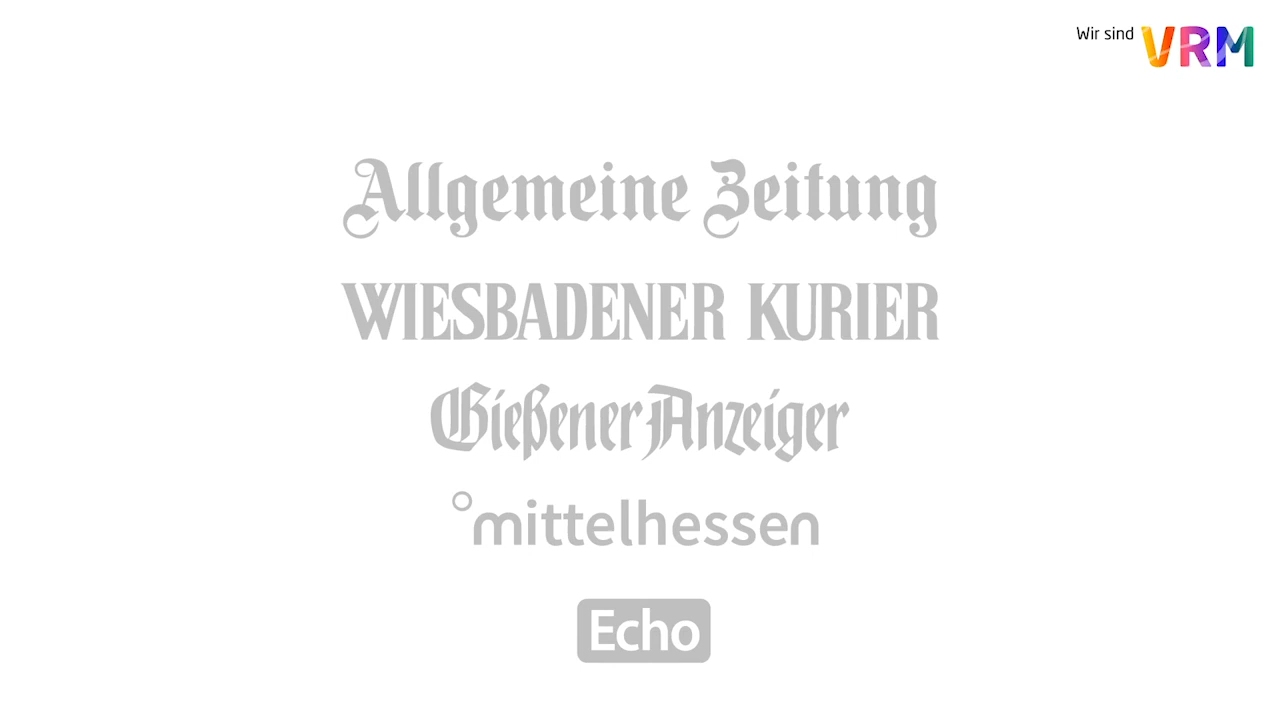 Wir sind VRM
Allgemeine Zeitung
WIESBADENER KURIER
Gießener Anzeiger
°mittelhessen
Echo